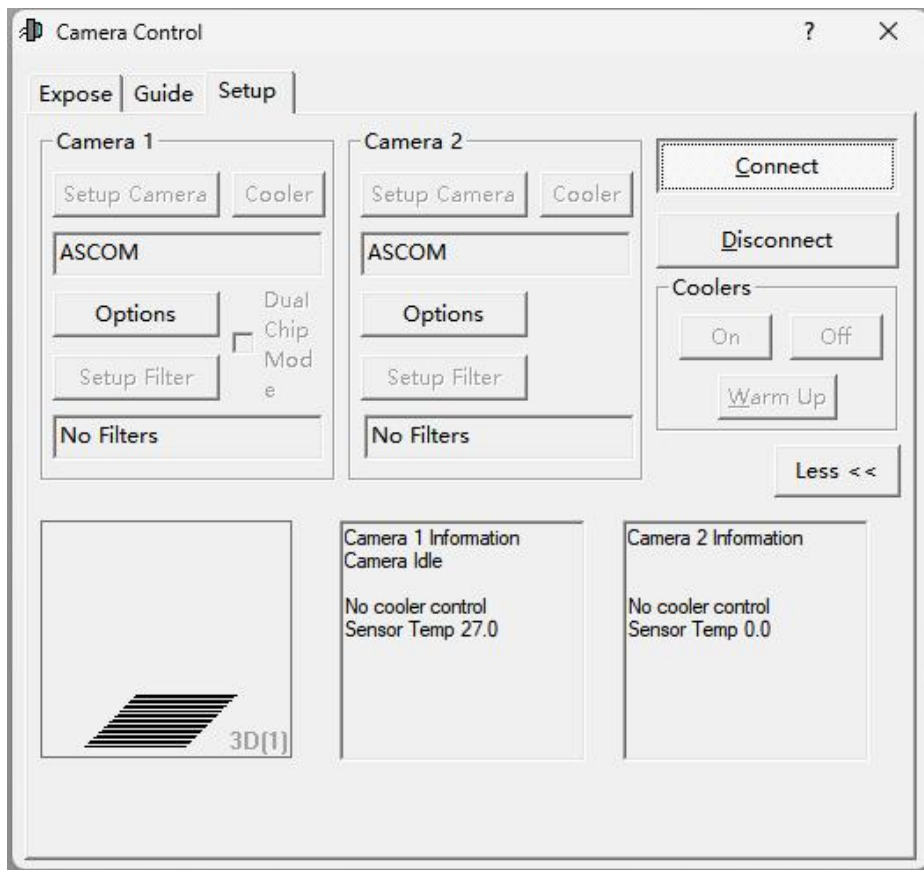 Camera Control
?
Expose
Guide
Setup
Camera 1
Setup Camera
Cooler
ASCOM
Options
Dual
Chip
Mod
e
Setup Filter
No Filters
Camera 2
Setup Camera
Cooler
ASCOM
Options
Setup Filter
No Filters
Connect
Disconnect
Coolers
On
Off
Warm Up
Less <<
3D(1)
Camera 1 Information
Camera Idle
No cooler control
Sensor Temp 27.0
Camera 2 Information
No cooler control
Sensor Temp 0.0